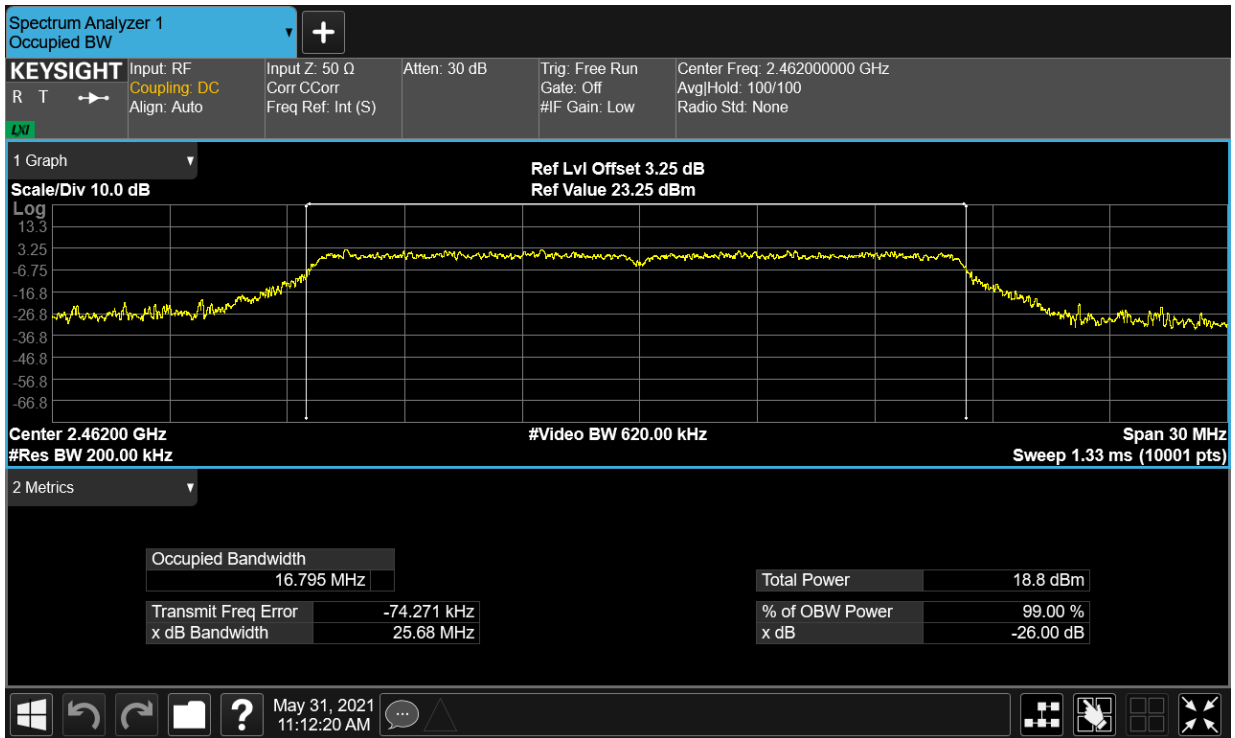 Spectrum Analyzer 1
Occupied BW
KEYSIGHT
R T
LXI
Input: RF
Coupling: DC
Align: Auto
Input Z: 50 Ω
Corr CCorr
Freq Ref: Int (S)
Atten: 30 dB
Trig: Free Run
Gate: Off
#IF Gain: Low
Center Freq: 2.462000000 GHz
Avg|Hold: 100/100
Radio Std: None
1 Graph
Scale/Div 10.0 dB
Ref Lvl Offset 3.25 dB
Ref Value 23.25 dBm
Log
13.3
3.25
-6.75
-16.8
-26.8
-36.8
-46.8
-56.8
-66.8
Center 2.46200 GHz
#Video BW 620.00 kHz
Span 30 MHz
#Res BW 200.00 kHz
Sweep 1.33 ms (10001 pts)
2 Metrics
Occupied Bandwidth
16.795 MHz
Transmit Freq Error -74.271 kHz
x dB Bandwidth 25.68 MHz
Total Power 18.8 dBm
% of OBW Power 99.00 %
x dB -26.00 dB
?
May 31, 2021
11:12:20 AM